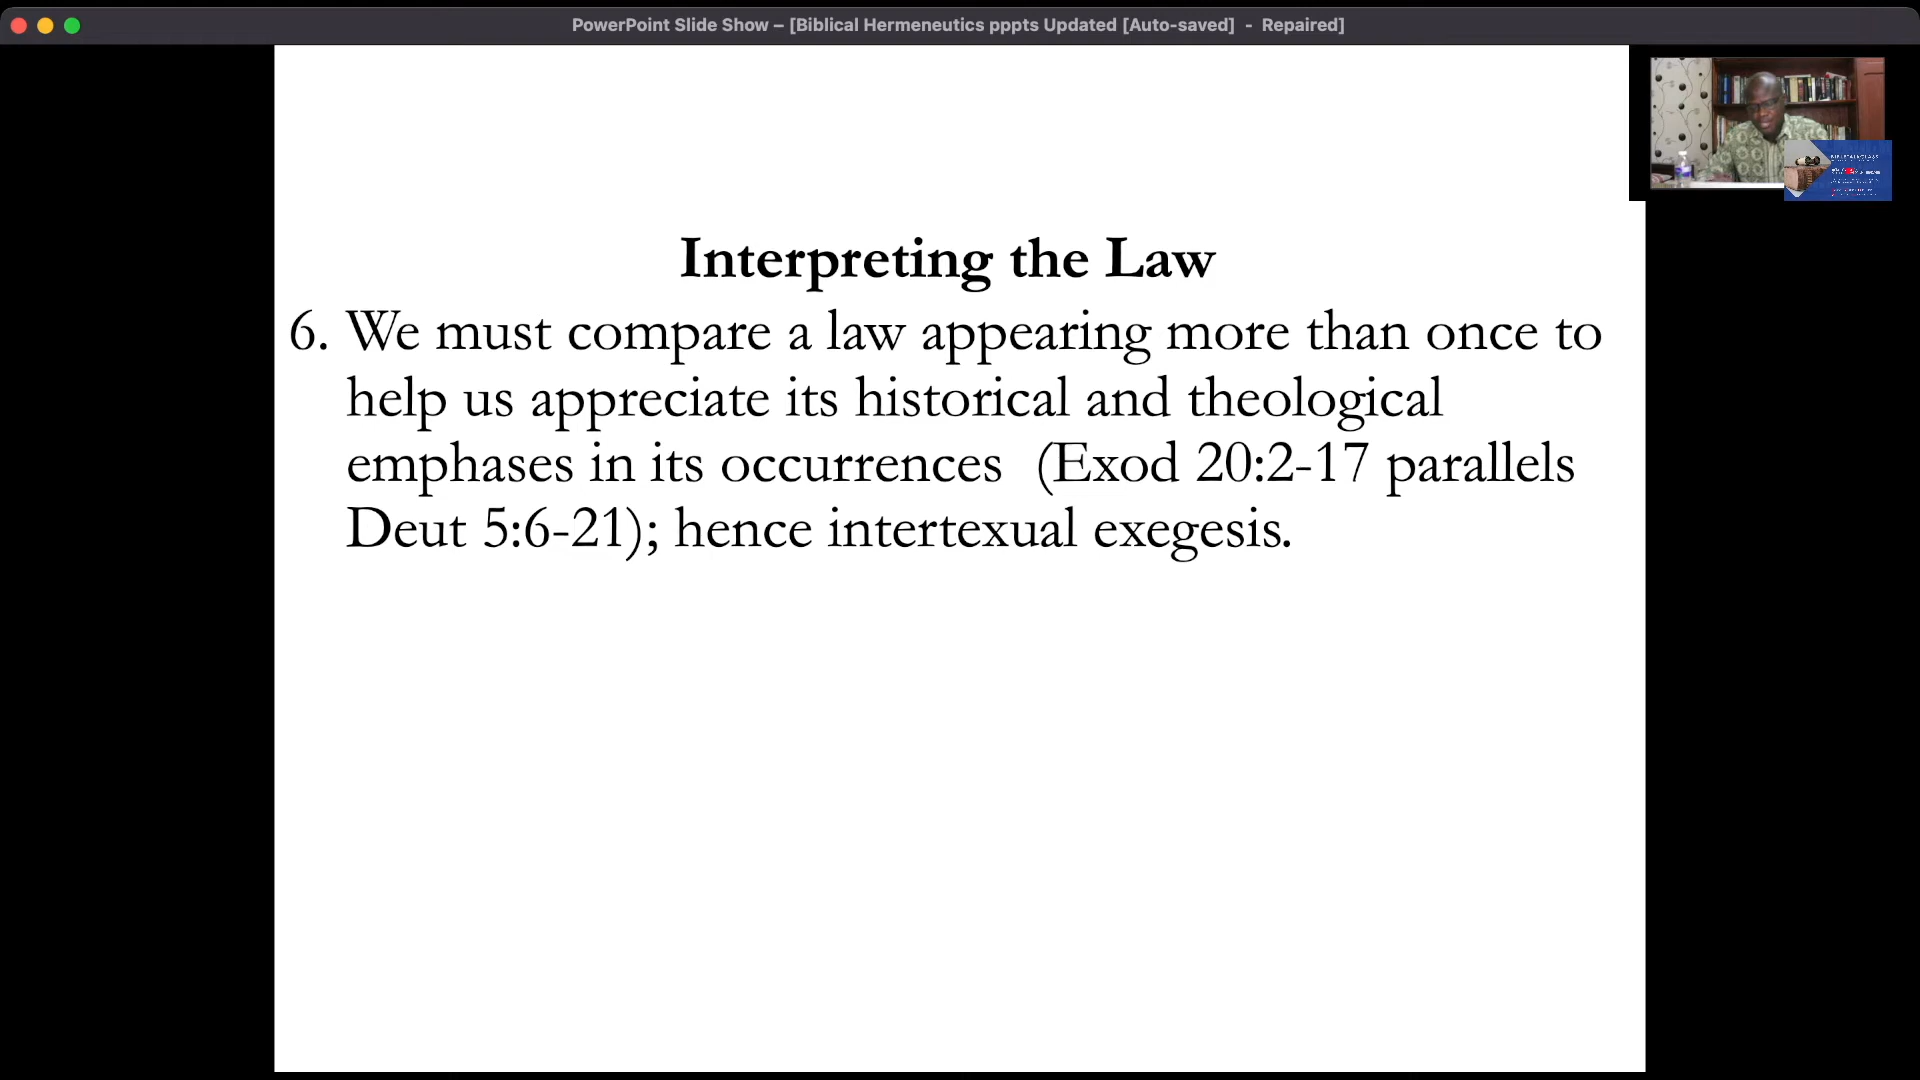 PowerPoint Slide Show – [Biblical Hermeneutics pppts Updated [Auto-saved]  -  Repaired]
Interpreting the Law
6. We must compare a law appearing more than once to
help us appreciate its historical and theological
emphases in its occurrences  (Exod 20:2-17 parallels
Deut 5:6-21); hence intertexual exegesis.